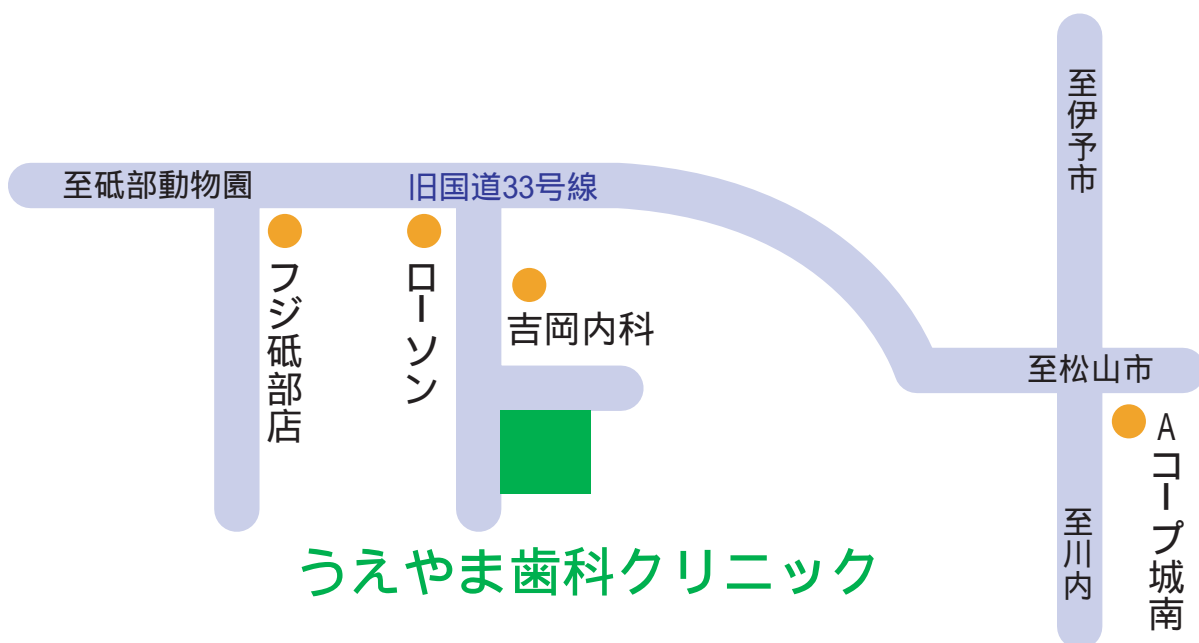 至伊予市
至砥部動物園
旧国道33号線
フジ砥部店
ローソン
吉岡内科
至松山市
Aコープ城南
至川内
うえやま歯科クリニック